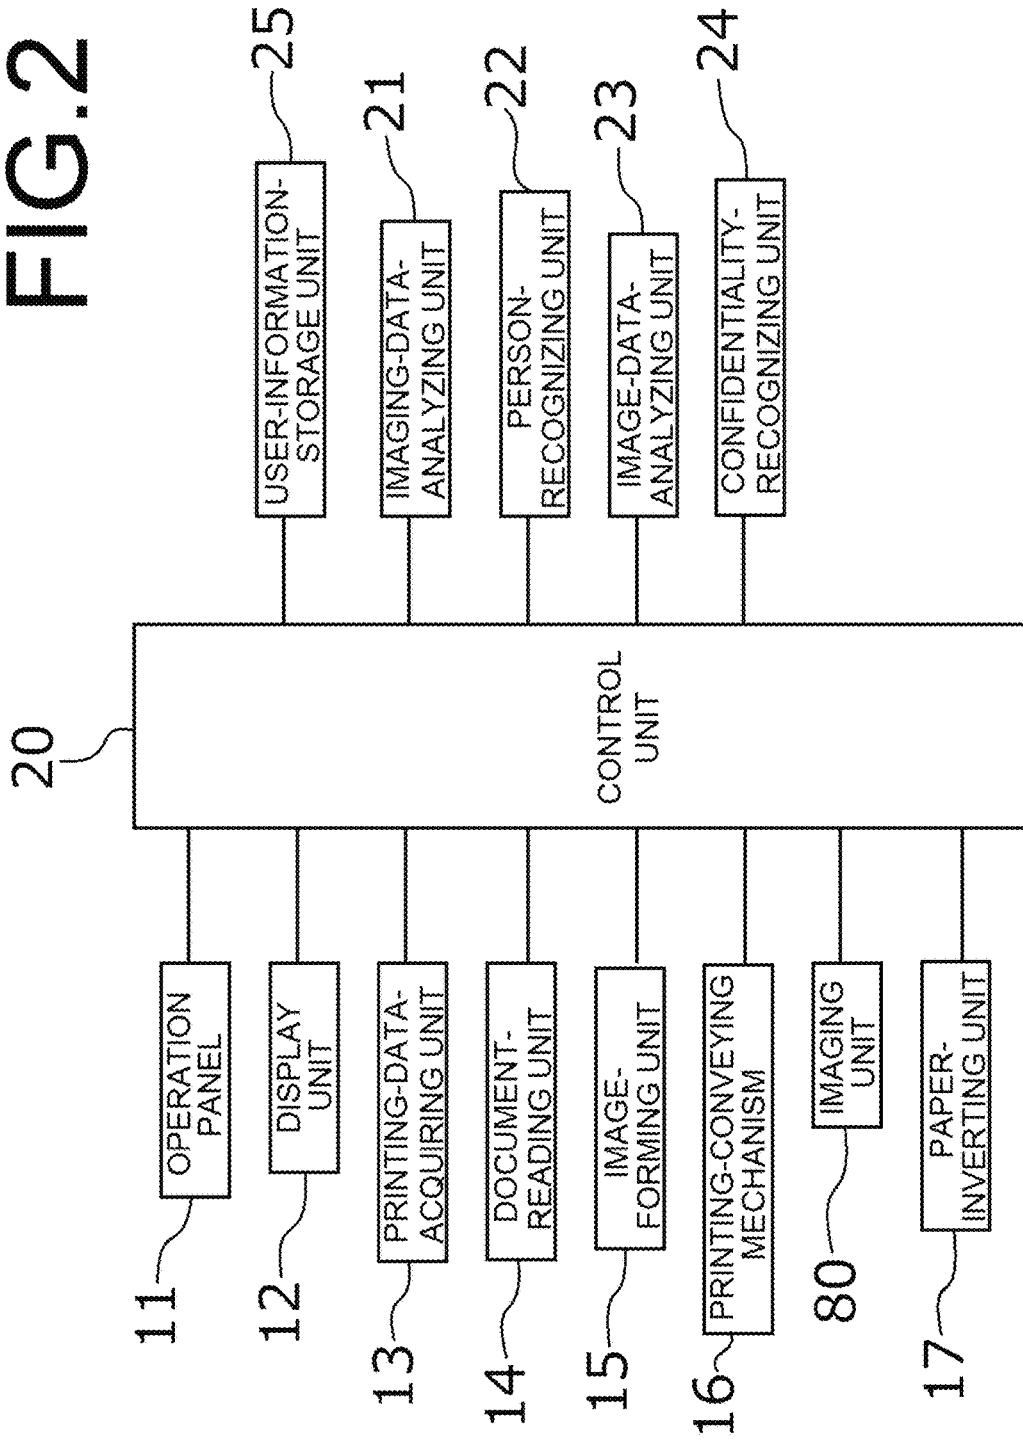 FIG.2
20
11
OPERATION
PANEL
12
DISPLAY
UNIT
13
PRINTING-DATA-
ACQUIRING UNIT
14
DOCUMENT-
READING UNIT
15
IMAGE-
FORMING UNIT
16
PRINTING-CONVEYING
MECHANISM
80
IMAGING
UNIT
17
PAPER-
INVERTING UNIT
CONTROL
UNIT
USER-INFORMATION-
STORAGE UNIT
25
IMAGING-DATA-
ANALYZING UNIT
21
PERSON-
RECOGNIZING UNIT
22
IMAGE-DATA-
ANALYZING UNIT
23
CONFIDENTIALITY-
RECOGNIZING UNIT
24